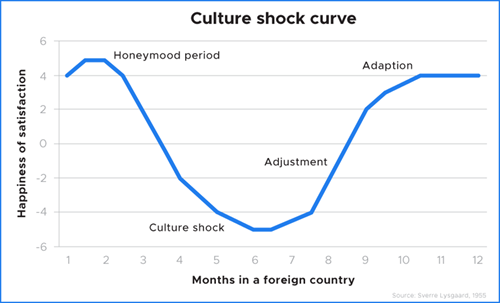 Culture shock curve
6
Honeymood period
Adaption
4
2
0
Adjustment
-2
-4
Culture shock
-6
Happiness of satisfaction
1 2 3 4 5 6 7 8 9 10 11 12
Months in a foreign country
Source: Sverre Lysgaard, 1955